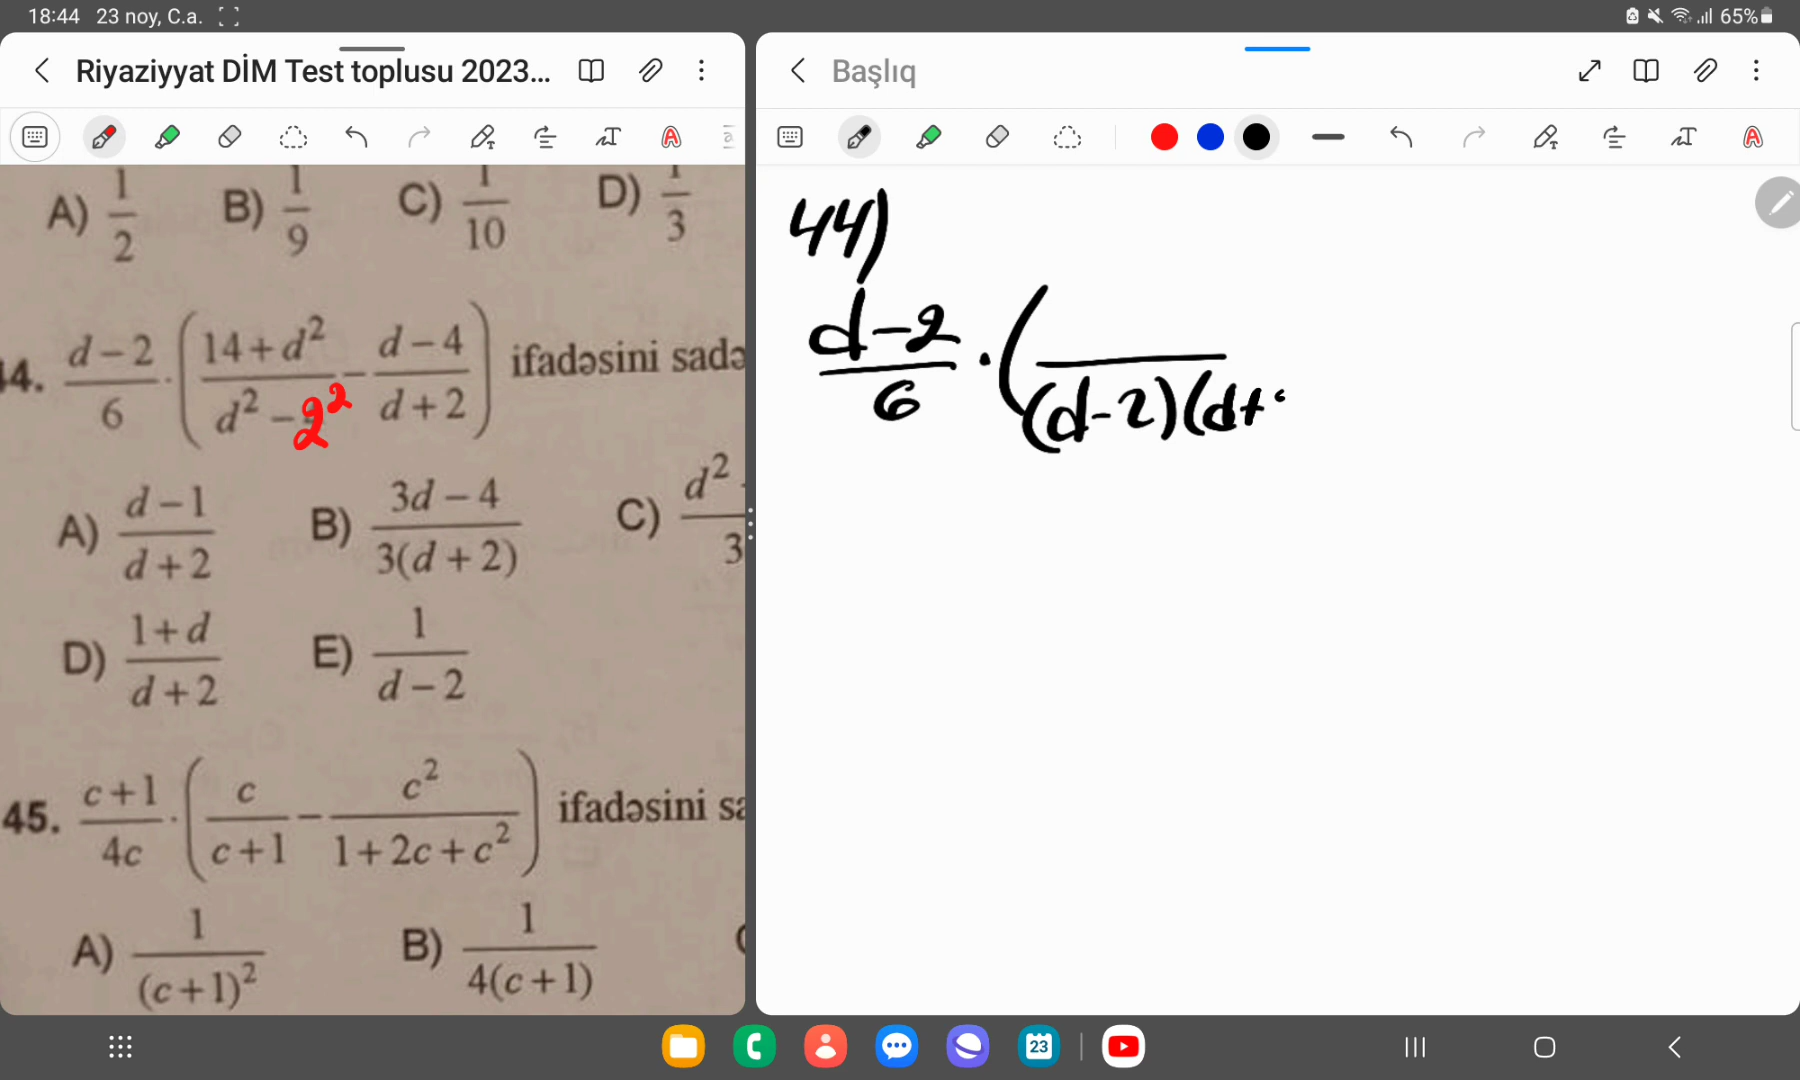 18:44 23 noy, C.a. 65%
Riyaziyyat DİM Test toplusu 2023...
Başlıq
A) 1/2 B) 1/9 C) 1/10 D) 1/3
44. (d-2)/6 · ((14+d²)/(d²-2²) - (d-4)/(d+2)) ifadəsini sadə
A) (d-1)/(d+2) B) (3d-4)/(3(d+2)) C) d²/3
D) (1+d)/(d+2) E) 1/(d-2)
45. (c+1)/4c · (c/(c+1) - c²/(1+2c+c²)) ifadəsini sa
A) 1/(c+1)² B) 1/(4(c+1))
44)
(d-2)/6 · ( /(d-2)(d+
23